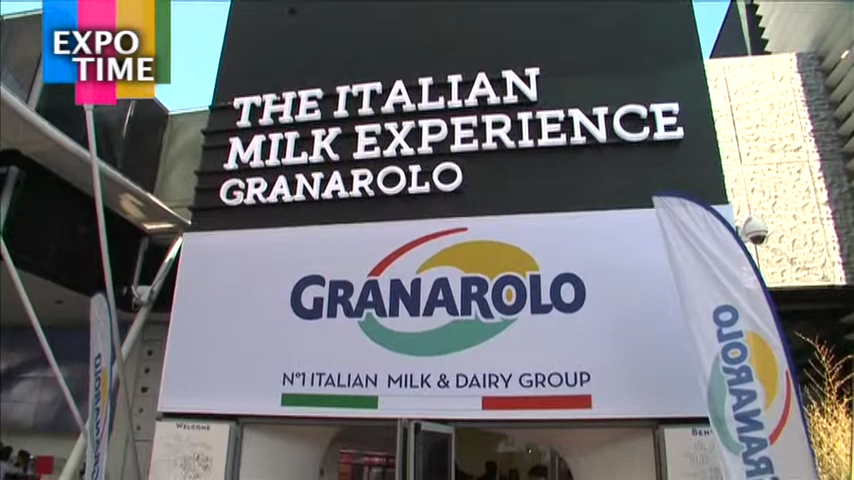 EXPO
TIME
THE ITALIAN
MILK EXPERIENCE
GRANAROLO
GRANAROLO
N°1 ITALIAN MILK & DAIRY GROUP
GRANAROLO
GRANAROLO
WELCOME